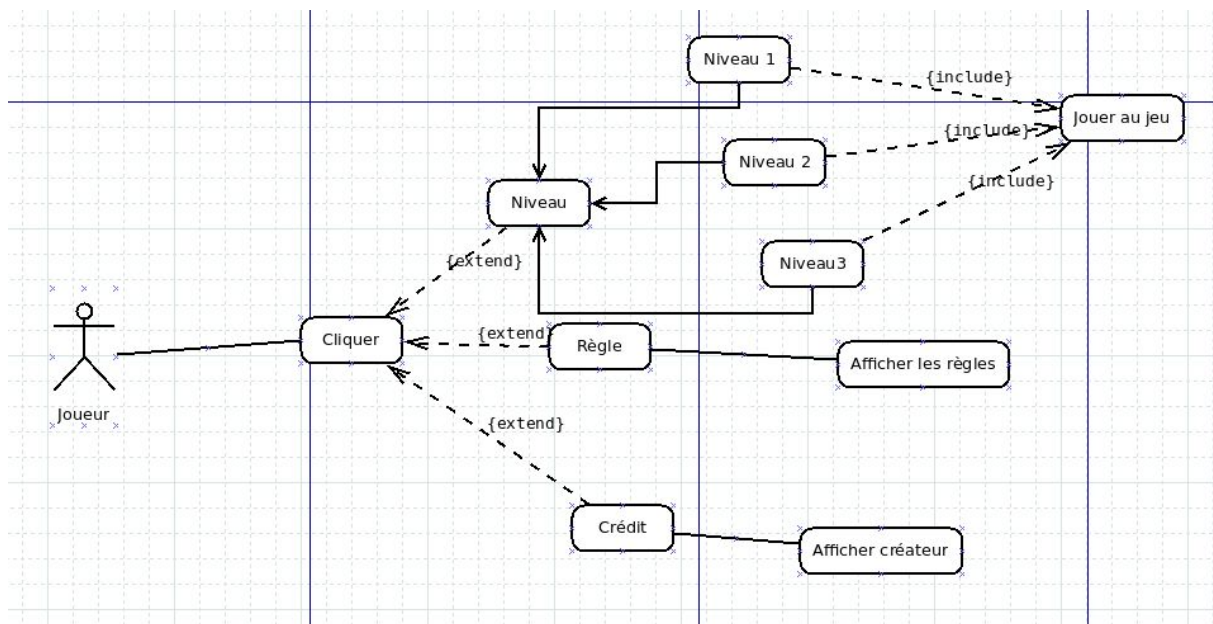 Niveau 1
{include}
Jouer au jeu
{include}
Niveau 2
{include}
Niveau
{extend}
Niveau3
Cliquer
{extend}
Règle
Afficher les règles
Joueur
{extend}
Crédit
Afficher créateur